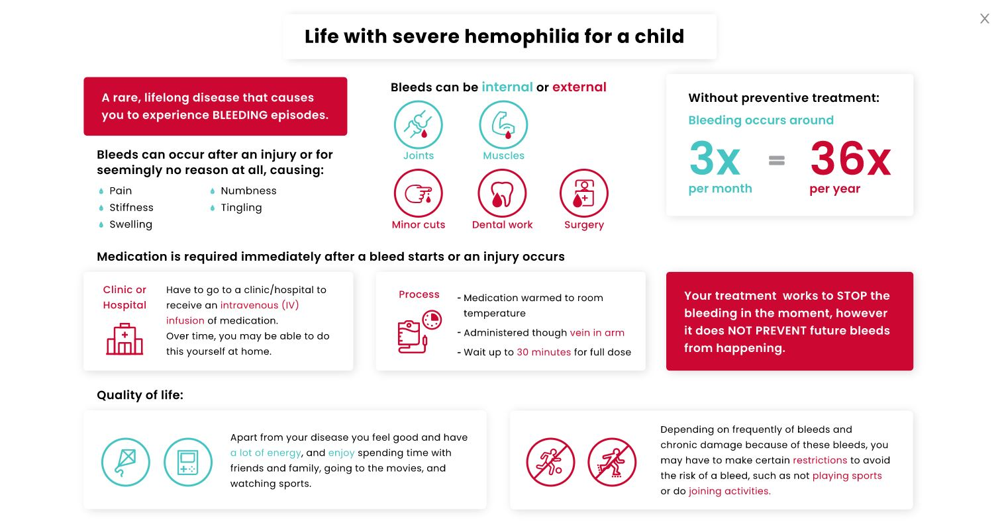 X
Life with severe hemophilia for a child
A rare, lifelong disease that causes
you to experience BLEEDING episodes.
Bleeds can occur after an injury or for
seemingly no reason at all, causing:
Pain
Stiffness
Swelling
Numbness
Tingling
Bleeds can be internal or external
Joints
Muscles
Minor cuts
Dental work
Surgery
Without preventive treatment:
Bleeding occurs around
3x = 36x
per month
per year
Medication is required immediately after a bleed starts or an injury occurs
Clinic or
Hospital
Have to go to a clinic/hospital to
receive an intravenous (IV)
infusion of medication.
Over time, you may be able to do
this yourself at home.
Process
- Medication warmed to room
temperature
- Administered though vein in arm
- Wait up to 30 minutes for full dose
Your treatment works to STOP the
bleeding in the moment, however
it does NOT PREVENT future bleeds
from happening.
Quality of life:
Apart from your disease you feel good and have
a lot of energy, and enjoy spending time with
friends and family, going to the movies, and
watching sports.
Depending on frequently of bleeds and
chronic damage because of these bleeds, you
may have to make certain restrictions to avoid
the risk of a bleed, such as not playing sports
or do joining activities.